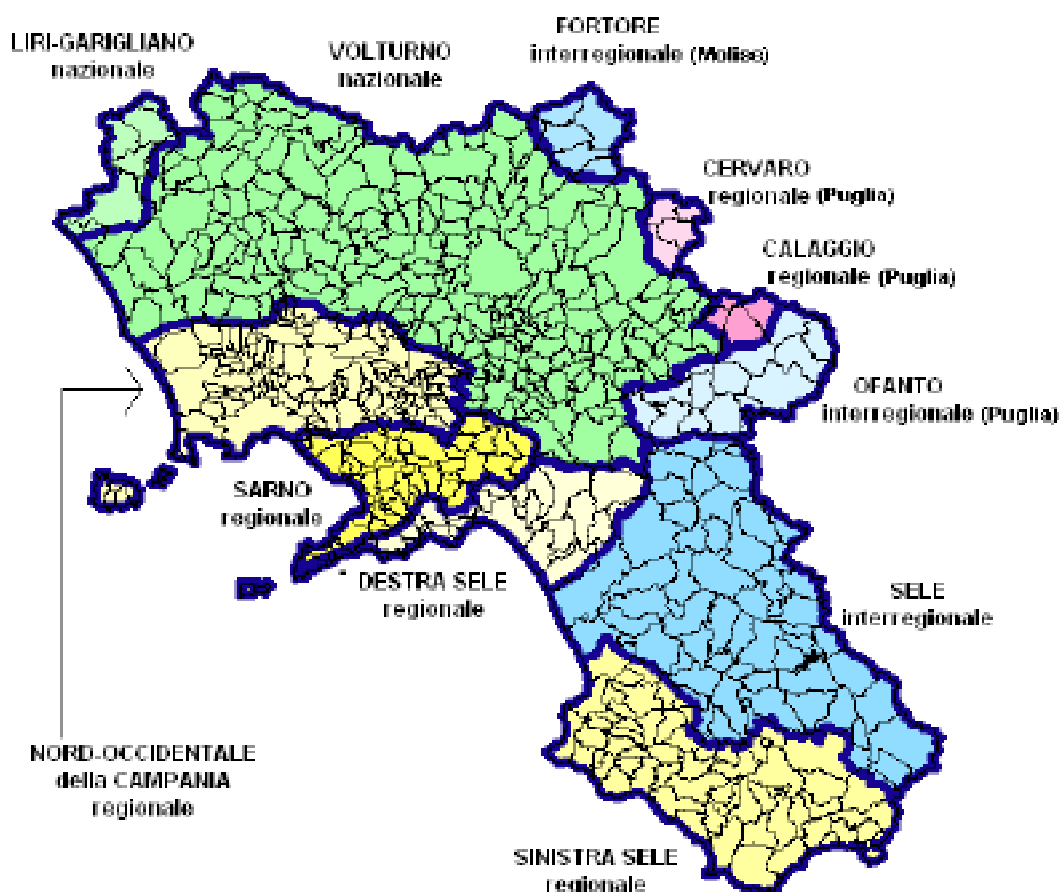 LIRI-GARIGLIANO
nazionale
VOLTURNO
nazionale
FORTORE
interregionale (Molise)
CERVARO
regionale (Puglia)
CALAGGIO
regionale (Puglia)
OFANTO
interregionale (Puglia)
SARNO
regionale
* DESTRA SELE
regionale
SELE
interregionale
NORD-OCCIDENTALE
della CAMPANIA
regionale
SINISTRA SELE
regionale